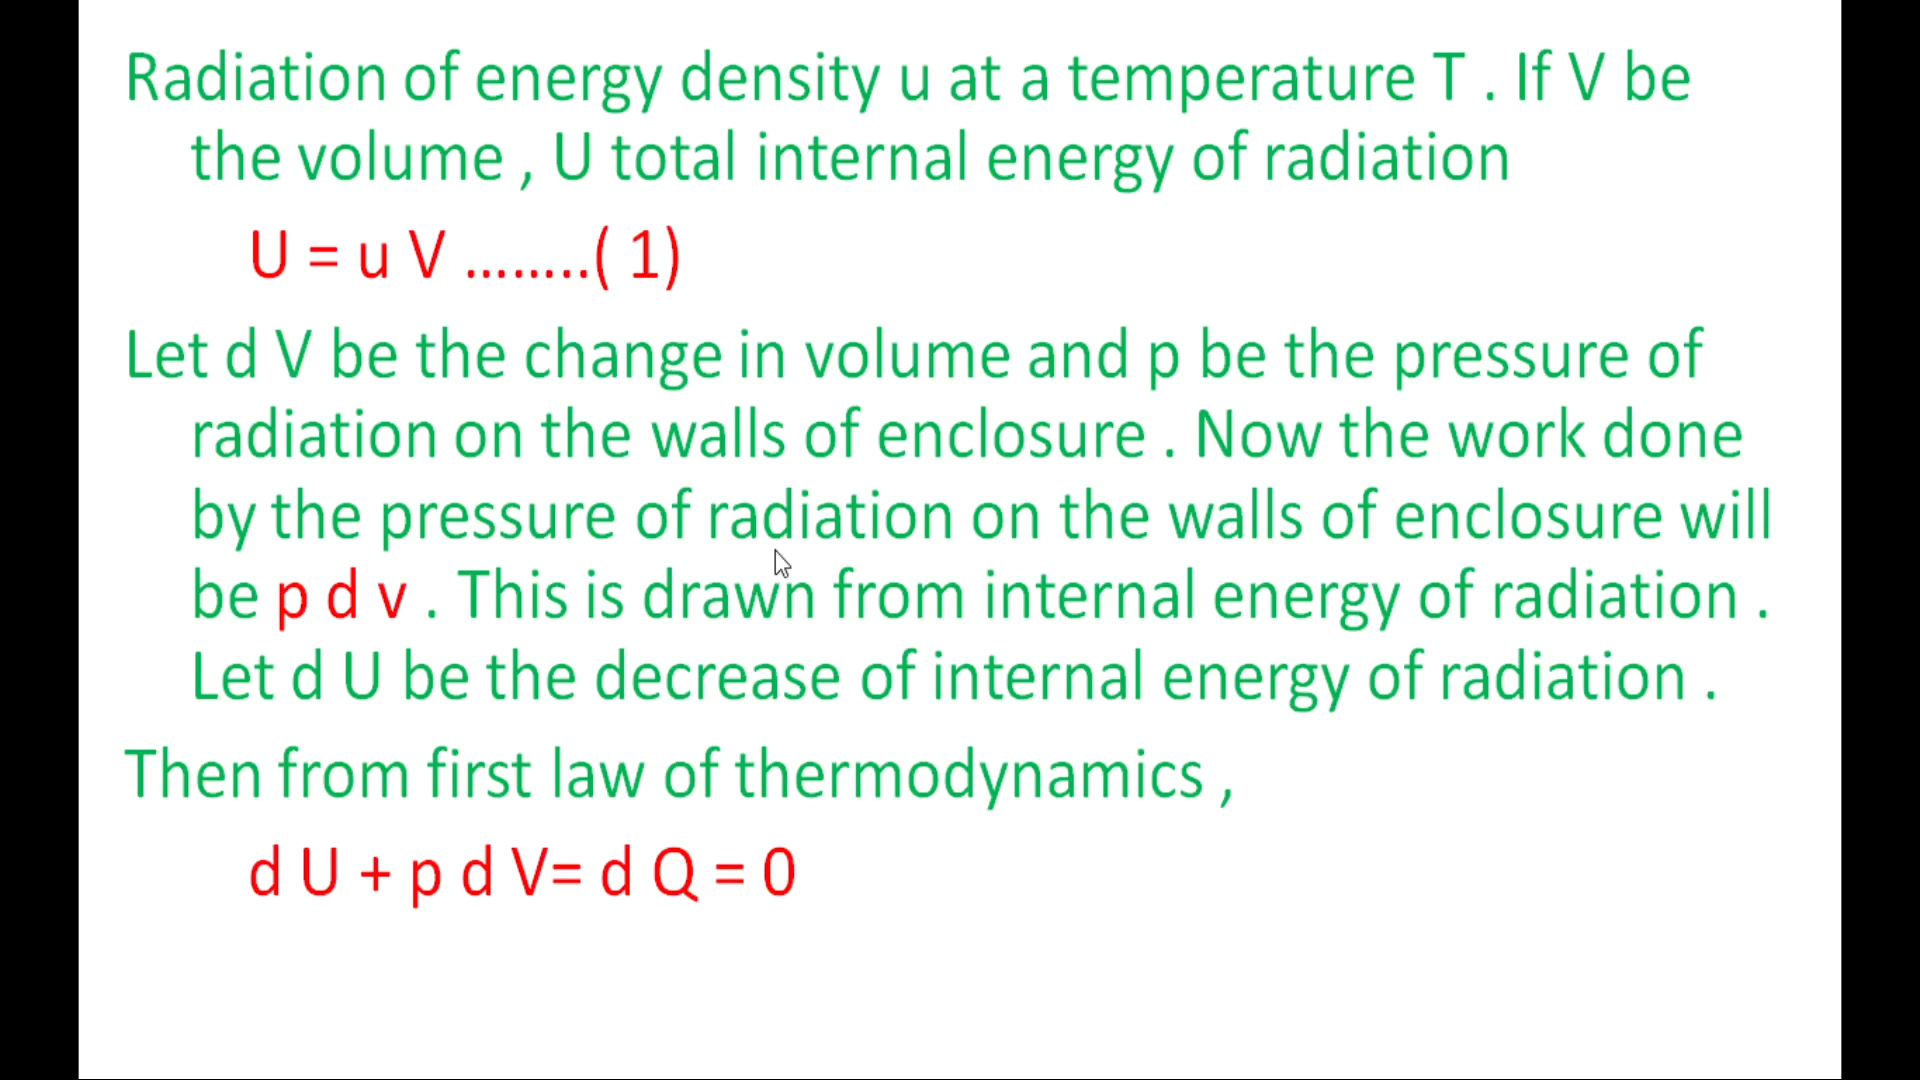 Radiation of energy density u at a temperature T . If V be
the volume , U total internal energy of radiation
U = u V ........( 1)
Let d V be the change in volume and p be the pressure of
radiation on the walls of enclosure . Now the work done
by the pressure of radiation on the walls of enclosure will
be p d v . This is drawn from internal energy of radiation .
Let d U be the decrease of internal energy of radiation .
Then from first law of thermodynamics ,
d U + p d V= d Q = 0